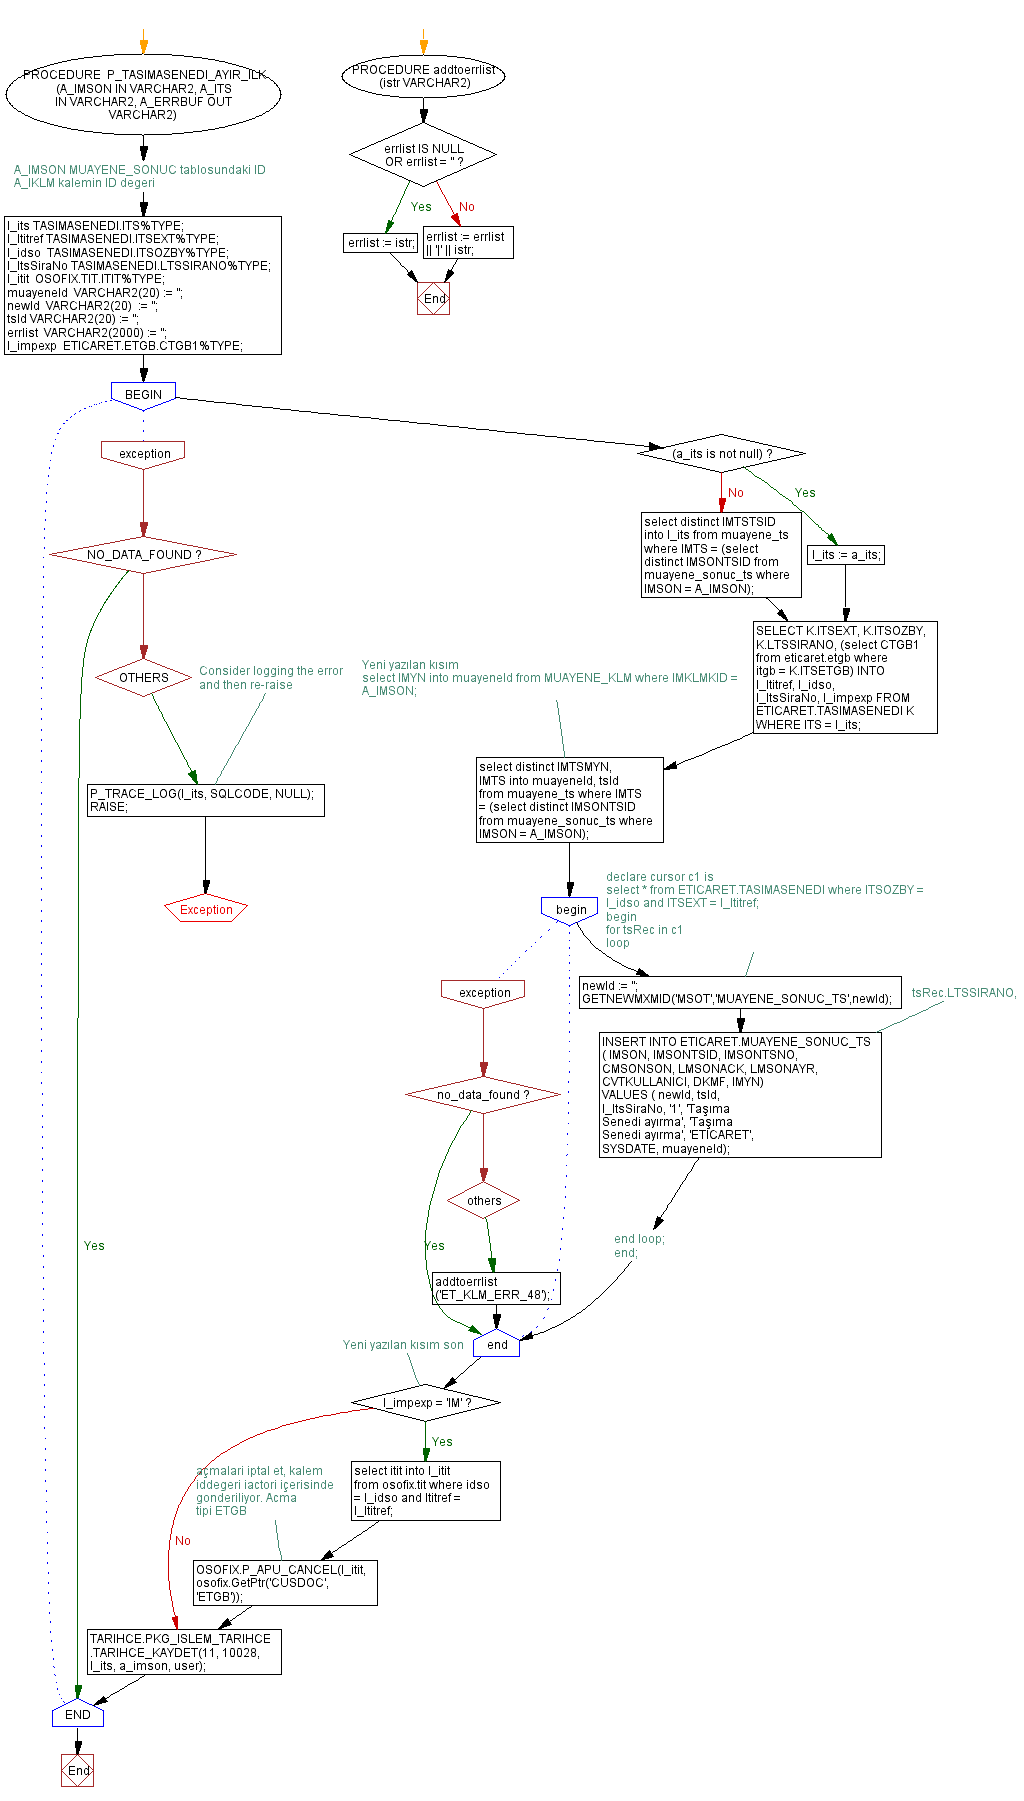 PROCEDURE P_TASIMASENEDI_AYIR_ILK
(A_IMSON IN VARCHAR2, A_ITS
IN VARCHAR2, A_ERRBUF OUT
VARCHAR2)
A_IMSON MUAYENE_SONUC tablosundaki ID
A_IKLM kalemin ID degeri
l_its TASIMASENEDI.ITS%TYPE;
l_ltitref TASIMASENEDI.ITSEXT%TYPE;
l_idso TASIMASENEDI.ITSOZBY%TYPE;
l_ltsSiraNo TASIMASENEDI.LTSSIRANO%TYPE;
l_itit OSOFIX.TIT.ITIT%TYPE;
muayeneId VARCHAR2(20) := '';
newId VARCHAR2(20) := '';
tsId VARCHAR2(20) := '';
errlist VARCHAR2(2000) := '';
l_impexp ETICARET.ETGB.CTGB1%TYPE;
BEGIN
exception
NO_DATA_FOUND ?
OTHERS
Consider logging the error
and then re-raise
P_TRACE_LOG(l_its, SQLCODE, NULL);
RAISE;
Exception
Yes
PROCEDURE addtoerrlist
(istr VARCHAR2)
errlist IS NULL
OR errlist = '' ?
Yes
No
errlist := istr;
errlist := errlist
|| '|' || istr;
End
(a_its is not null) ?
No
Yes
select distinct IMTSTSID
into l_its from muayene_ts
where IMTS = (select
distinct IMSONTSID from
muayene_sonuc_ts where
IMSON = A_IMSON);
l_its := a_its;
SELECT K.ITSEXT, K.ITSOZBY,
K.LTSSIRANO, (select CTGB1
from eticaret.etgb where
itgb = K.ITSETGB) INTO
l_ltitref, l_idso,
l_ltsSiraNo, l_impexp FROM
ETICARET.TASIMASENEDI K
WHERE ITS = l_its;
Yeni yazılan kısım
select IMYN into muayeneId from MUAYENE_KLM where IMKLMKID =
A_IMSON;
select distinct IMTSMYN,
IMTS into muayeneId, tsId
from muayene_ts where IMTS
= (select distinct IMSONTSID
from muayene_sonuc_ts where
IMSON = A_IMSON);
begin
declare cursor c1 is
select * from ETICARET.TASIMASENEDI where ITSOZBY =
l_idso and ITSEXT = l_ltitref;
begin
for tsRec in c1
loop
newId := '';
GETNEWMXMID('MSOT','MUAYENE_SONUC_TS',newId);
tsRec.LTSSIRANO,
INSERT INTO ETICARET.MUAYENE_SONUC_TS
( IMSON, IMSONTSID, IMSONTSNO,
CMSONSON, LMSONACK, LMSONAYR,
CVTKULLANICI, DKMF, IMYN)
VALUES ( newId, tsId,
l_ltsSiraNo, '1', 'Taşıma
Senedi ayırma', 'Taşıma
Senedi ayırma', 'ETICARET',
SYSDATE, muayeneId);
exception
no_data_found ?
others
Yes
addtoerrlist
('ET_KLM_ERR_48');
end loop;
end;
end
Yeni yazılan kısım son
l_impexp = 'IM' ?
Yes
No
select itit into l_itit
from osofix.tit where idso
= l_idso and ltitref =
l_ltitref;
açmalari iptal et, kalem
iddegeri iactori içerisinde
gonderiliyor. Acma
tipi ETGB
OSOFIX.P_APU_CANCEL(l_itit,
osofix.GetPtr('CUSDOC',
'ETGB'));
TARIHCE.PKG_ISLEM_TARIHCE
.TARIHCE_KAYDET(11, 10028,
l_its, a_imson, user);
END
End